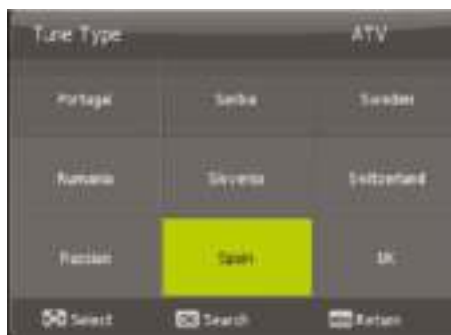 Tune Type ATV
Portugal Serbia Sweden
Rumania Slovenia Switzerland
Russian Spain UK
Select Search Return